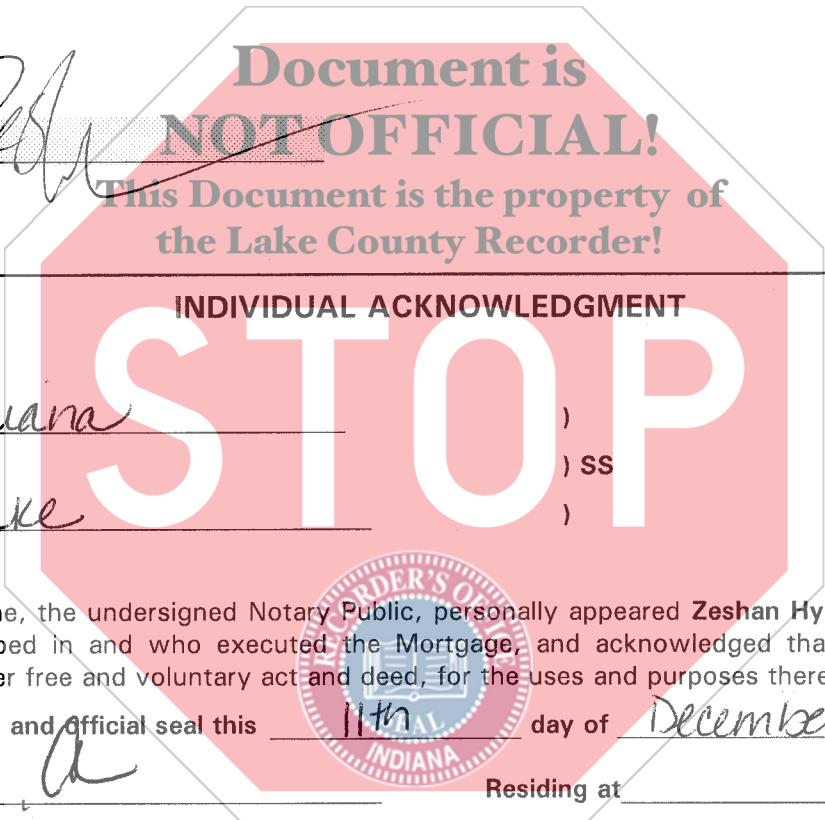 Document is
NOT OFFICIAL!
This Document is the property of
the Lake County Recorder!
INDIVIDUAL ACKNOWLEDGMENT
STOP
iana )
) SS
ke )
RECORDER'S OFFICE
e, the undersigned Notary Public, personally appeared Zeshan Hy
bed in and who executed the Mortgage, and acknowledged tha
er free and voluntary act and deed, for the uses and purposes there
and official seal this 11th day of Decembe
SEAL
INDIANA
Residing at